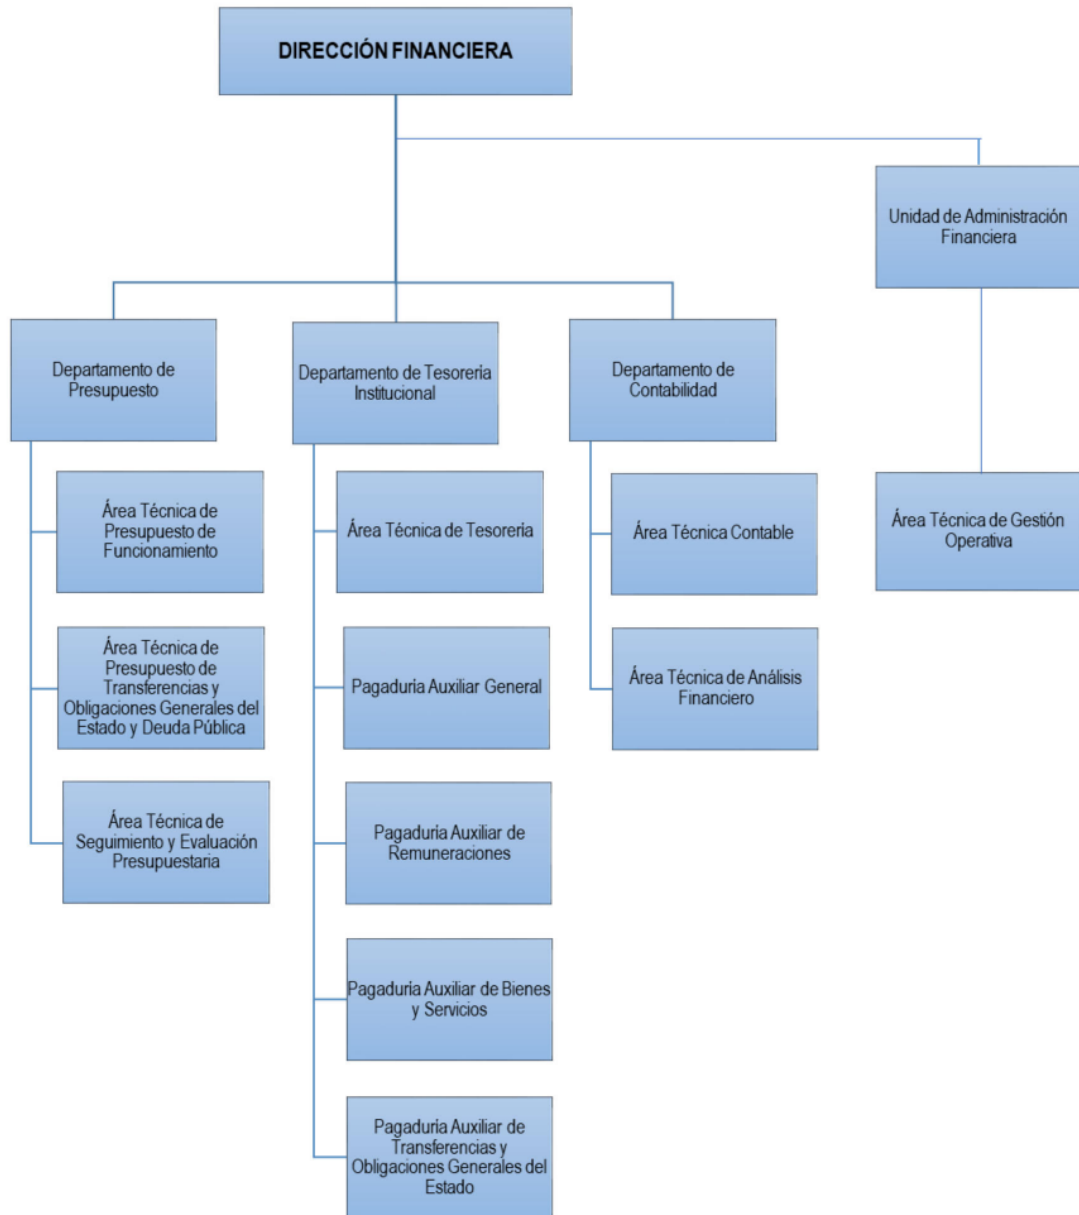 DIRECCIÓN FINANCIERA
Unidad de Administración
Financiera
Departamento de
Presupuesto
Departamento de Tesoreria
Institucional
Departamento de
Contabilidad
Área Técnica de
Presupuesto de
Funcionamiento
Área Técnica de Tesoreria
Área Técnica Contable
Área Técnica de Gestión
Operativa
Área Técnica de
Presupuesto de
Transferencias y
Obligaciones Generales del
Estado y Deuda Pública
Pagaduría Auxiliar General
Área Técnica de Análisis
Financiero
Área Técnica de
Seguimiento y Evaluación
Presupuestaria
Pagaduría Auxiliar de
Remuneraciones
Pagaduría Auxiliar de Bienes
y Servicios
Pagaduría Auxiliar de
Transferencias y
Obligaciones Generales del
Estado